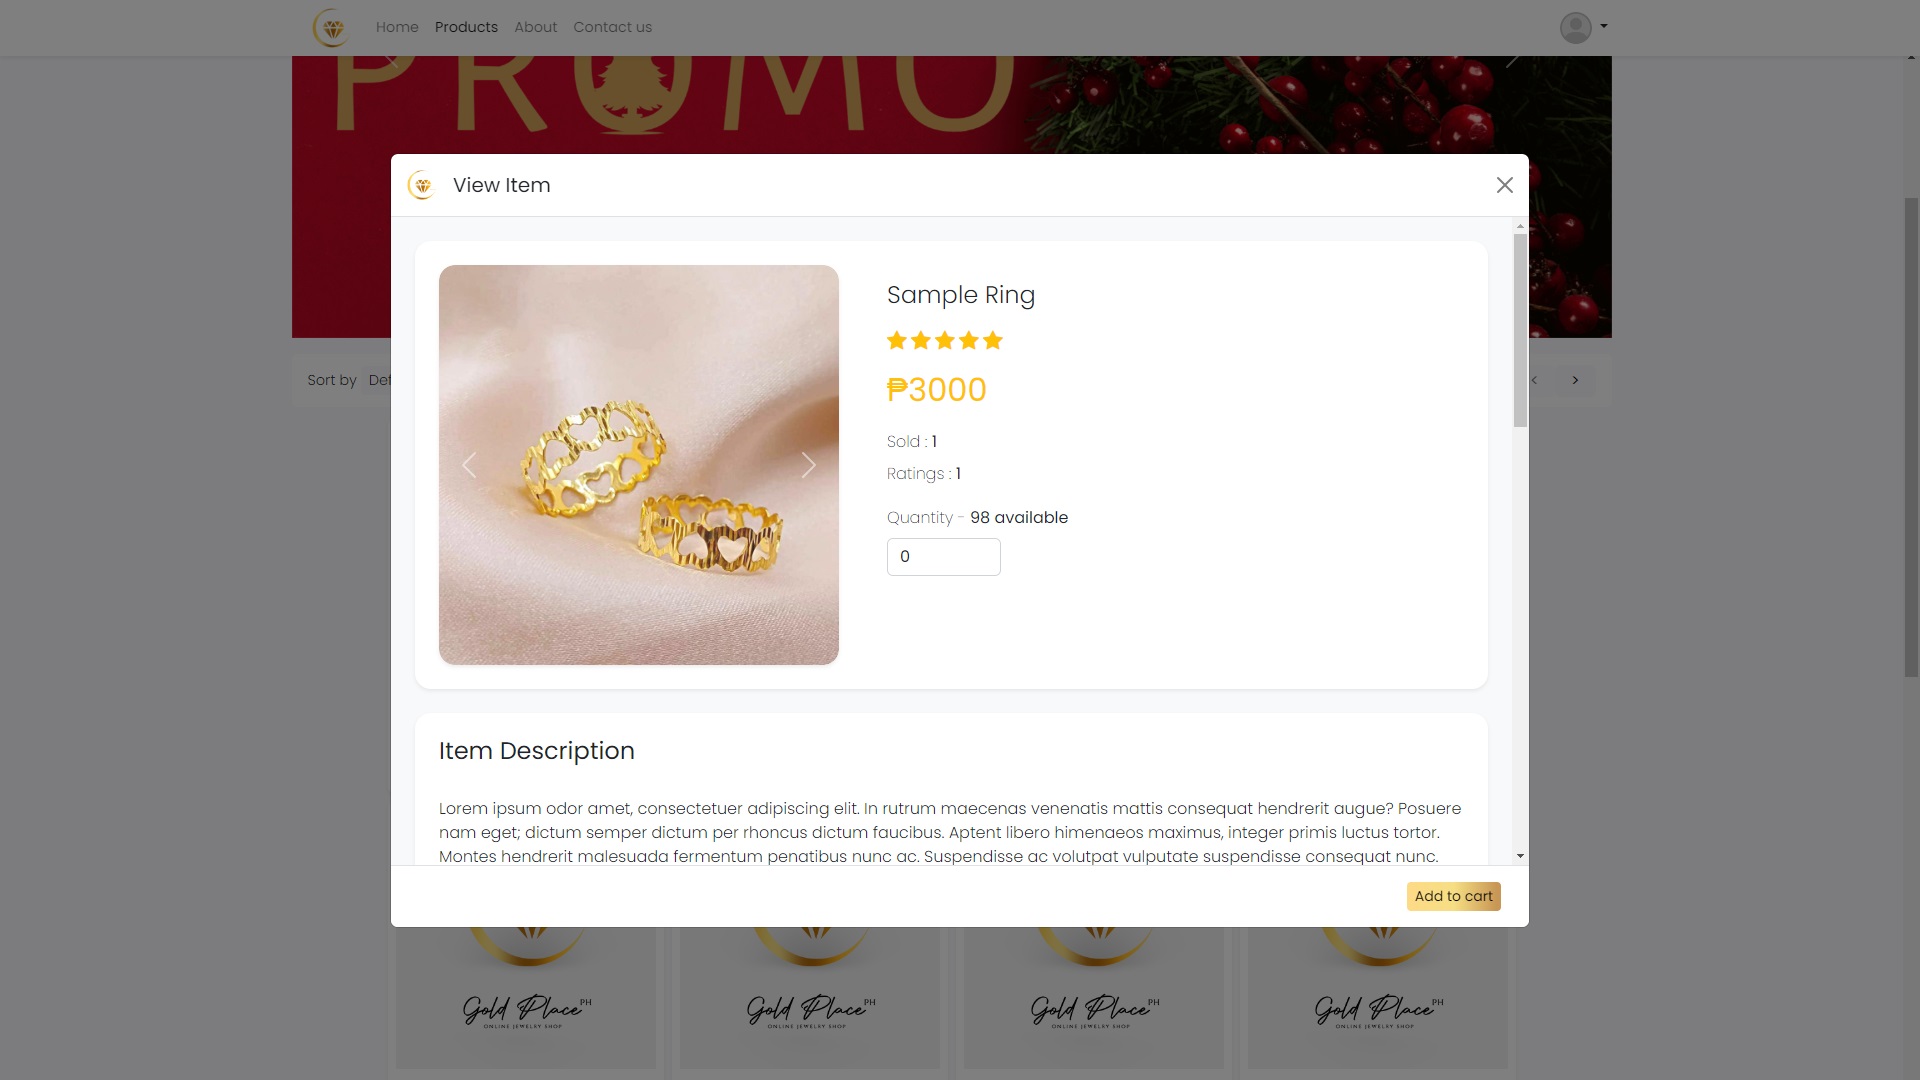 Home Products About Contact us
PROMO
View Item
Sample Ring
₱3000
Sort by
Sold : 1
Ratings : 1
Quantity - 98 available
0
Item Description
Lorem ipsum odor amet, consectetuer adipiscing elit. In rutrum maecenas venenatis mattis consequat hendrerit augue? Posuere
nam eget; dictum semper dictum per rhoncus dictum faucibus. Aptent libero himenaeos maximus, integer primis luctus tortor.
Montes hendrerit malesuada fermentum penatibus nunc ac. Suspendisse ac volutpat vulputate suspendisse consequat nunc.
Add to cart
Gold Place PH
ONLINE JEWELRY SHOP
Gold Place PH
ONLINE JEWELRY SHOP
Gold Place PH
ONLINE JEWELRY SHOP
Gold Place PH
ONLINE JEWELRY SHOP